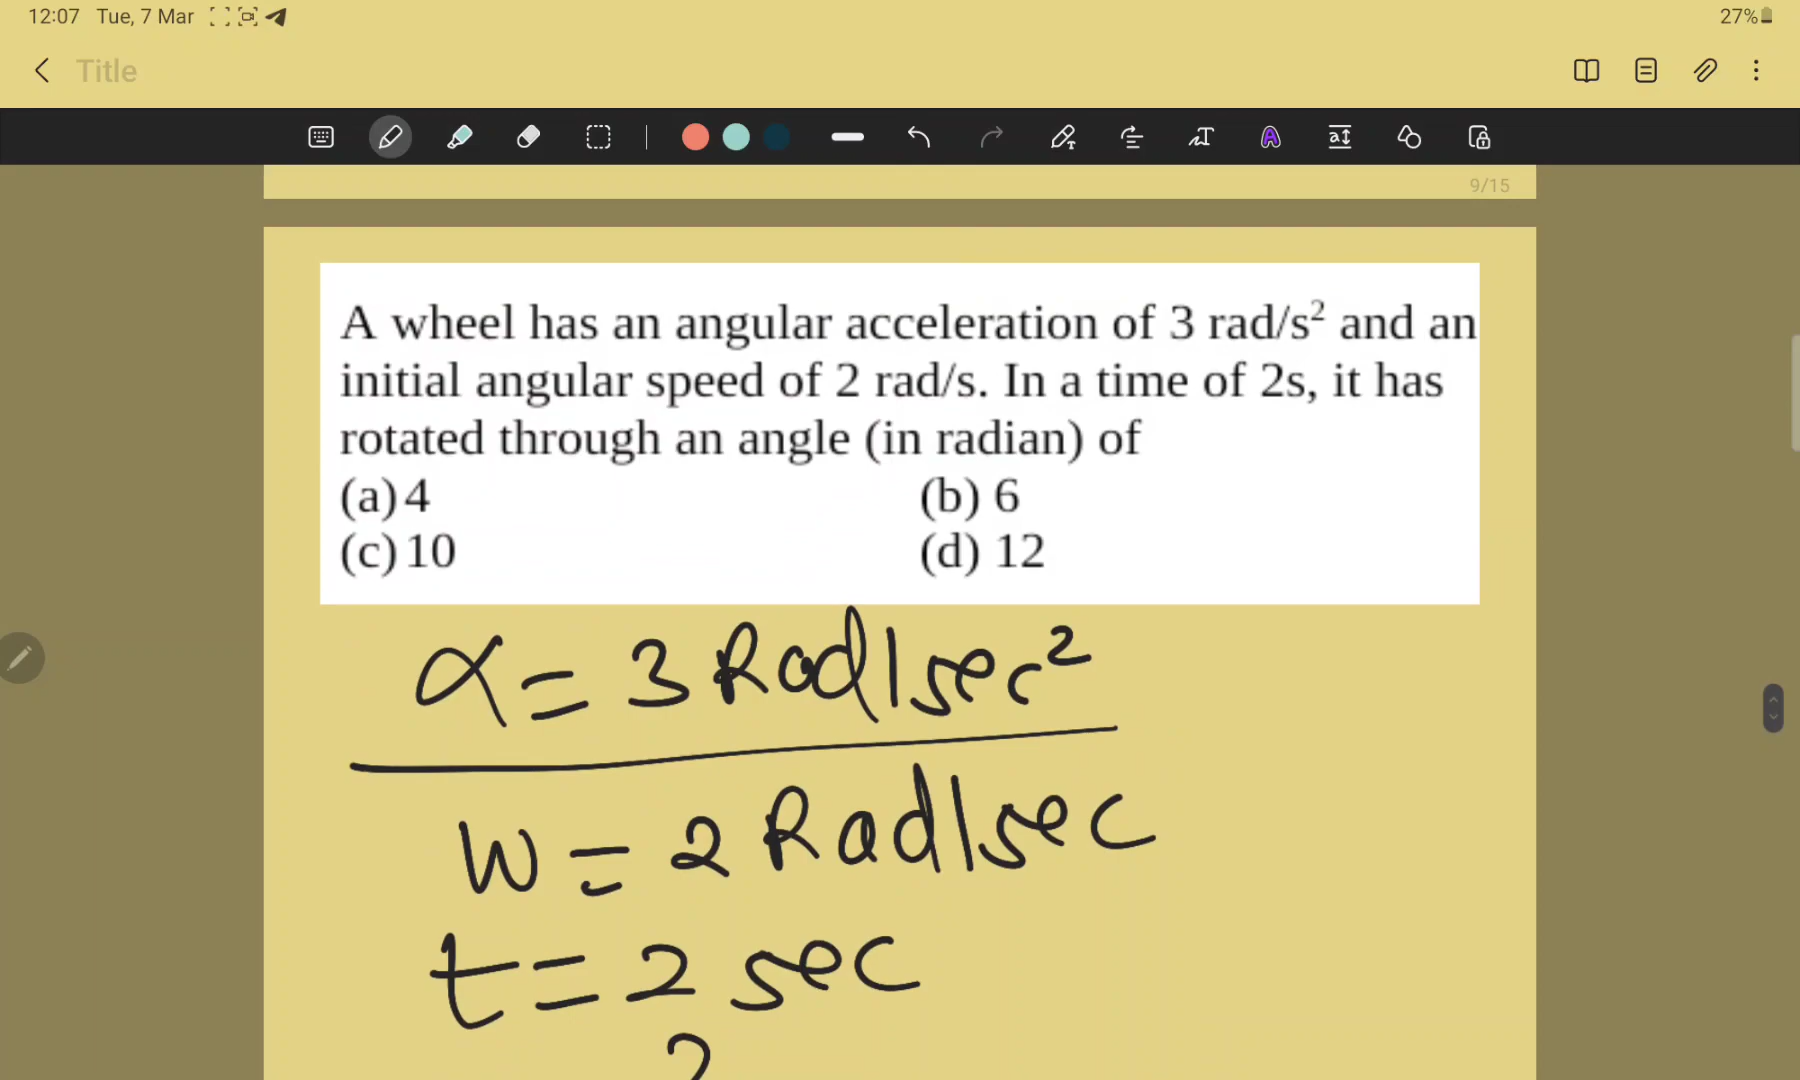 12:07 Tue, 7 Mar
27%
Title
9/15
A wheel has an angular acceleration of 3 rad/s² and an
initial angular speed of 2 rad/s. In a time of 2s, it has
rotated through an angle (in radian) of
(a) 4 (b) 6
(c) 10 (d) 12
α = 3 Rad/sec²
W = 2 Rad/sec
t = 2 sec